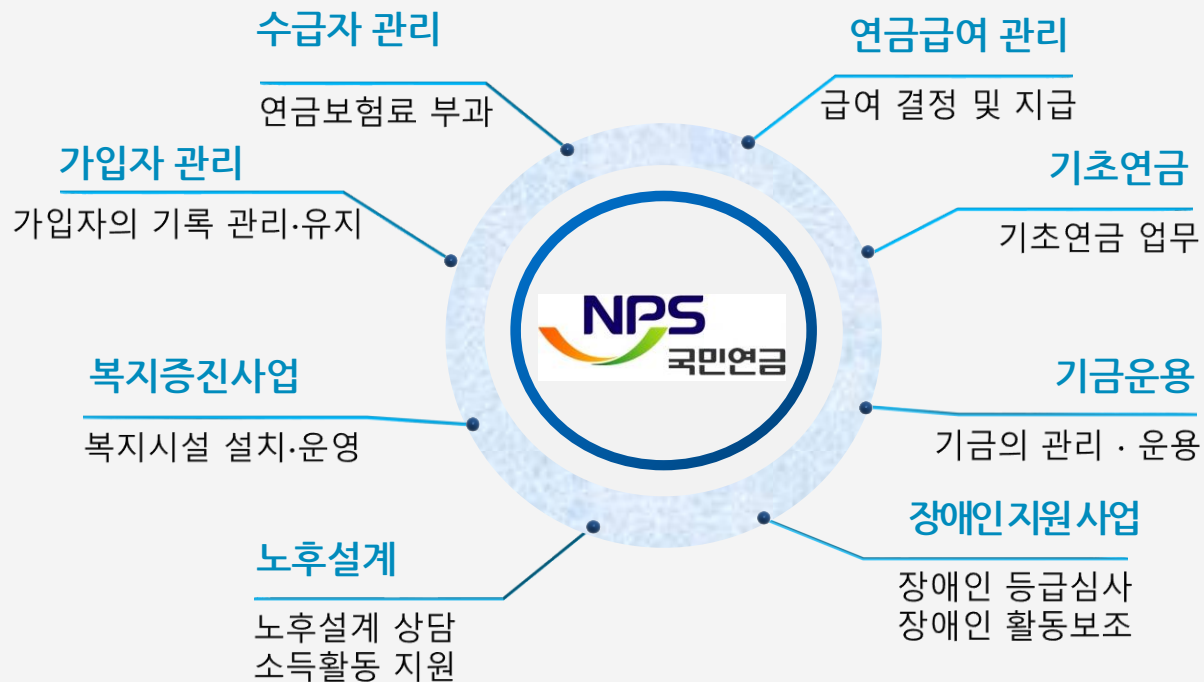 수급자 관리
연금보험료 부과
연금급여 관리
급여 결정 및 지급
가입자 관리
가입자의 기록 관리·유지
기초연금
기초연금 업무
NPS
국민연금
복지증진사업
복지시설 설치·운영
기금운용
기금의 관리 · 운용
노후설계
노후설계 상담
소득활동 지원
장애인 지원 사업
장애인 등급심사
장애인 활동보조